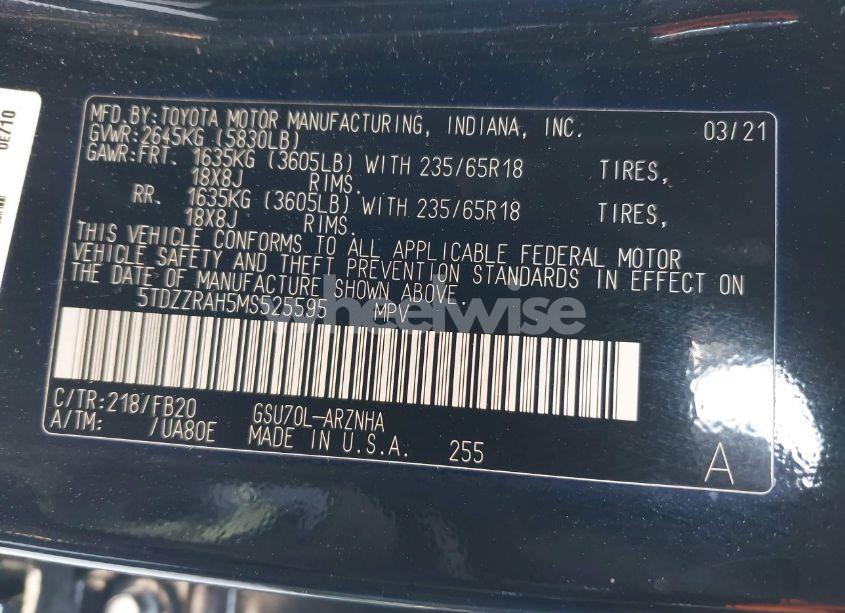 0E710
MFD.BY:TOYOTA MOTOR MANUFACTURING, INDIANA, INC. 03/21
GVWR:2645KG (5830LB)
GAWR:FRT. 1635KG (3605LB) WITH 235/65R18 TIRES,
18X8J RIMS.
RR. 1635KG (3605LB) WITH 235/65R18 TIRES,
18X8J RIMS.
THIS VEHICLE CONFORMS TO ALL APPLICABLE FEDERAL MOTOR
VEHICLE SAFETY AND THEFT PREVENTION STANDARDS IN EFFECT ON
THE DATE OF MANUFACTURE SHOWN ABOVE.
5TDZZRAH5MS525595 MPV
wheelwise
C/TR:218/FB20 GSU70L-ARZNHA
A/TM: /UA80E MADE IN U.S.A. 255 A